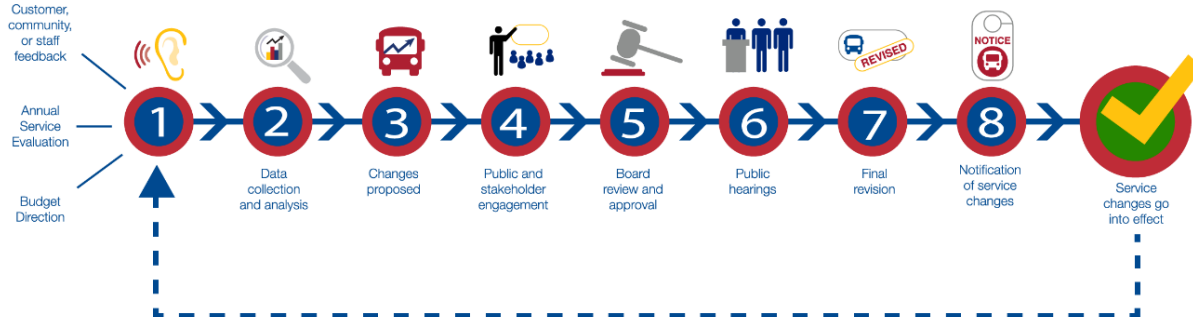 Customer,
community,
or staff
feedback
Annual
Service
Evaluation
Budget
Direction
1
2
Data
collection
and analysis
3
Changes
proposed
4
Public and
stakeholder
engagement
5
Board
review and
approval
6
Public
hearings
REVISED
7
Final
revision
NOTICE
8
Notification
of service
changes
Service
changes go
into effect